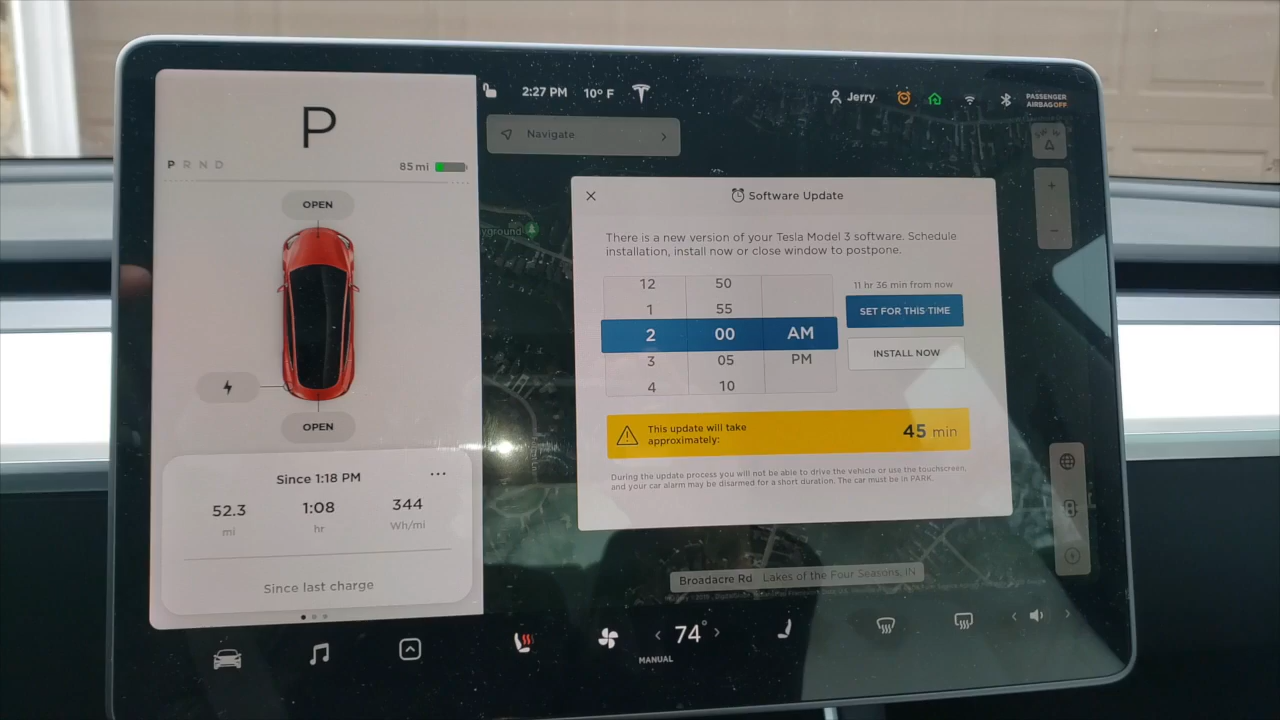 P
P R N D
85 mi
OPEN
OPEN
Since 1:18 PM
52.3
mi
1:08
hr
344
Wh/mi
Since last charge
2:27 PM
10° F
Jerry
PASSENGER
AIRBAG OFF
Navigate
Software Update
There is a new version of your Tesla Model 3 software. Schedule
installation, install now or close window to postpone.
12 50
1 55
2 00 AM
3 05 PM
4 10
11 hr 36 min from now
SET FOR THIS TIME
INSTALL NOW
This update will take
approximately:
45 min
During the update process you will not be able to drive the vehicle or use the touchscreen,
and your car alarm may be disarmed for a short duration. The car must be in PARK.
Broadacre Rd Lakes of the Four Seasons, IN
74°
MANUAL